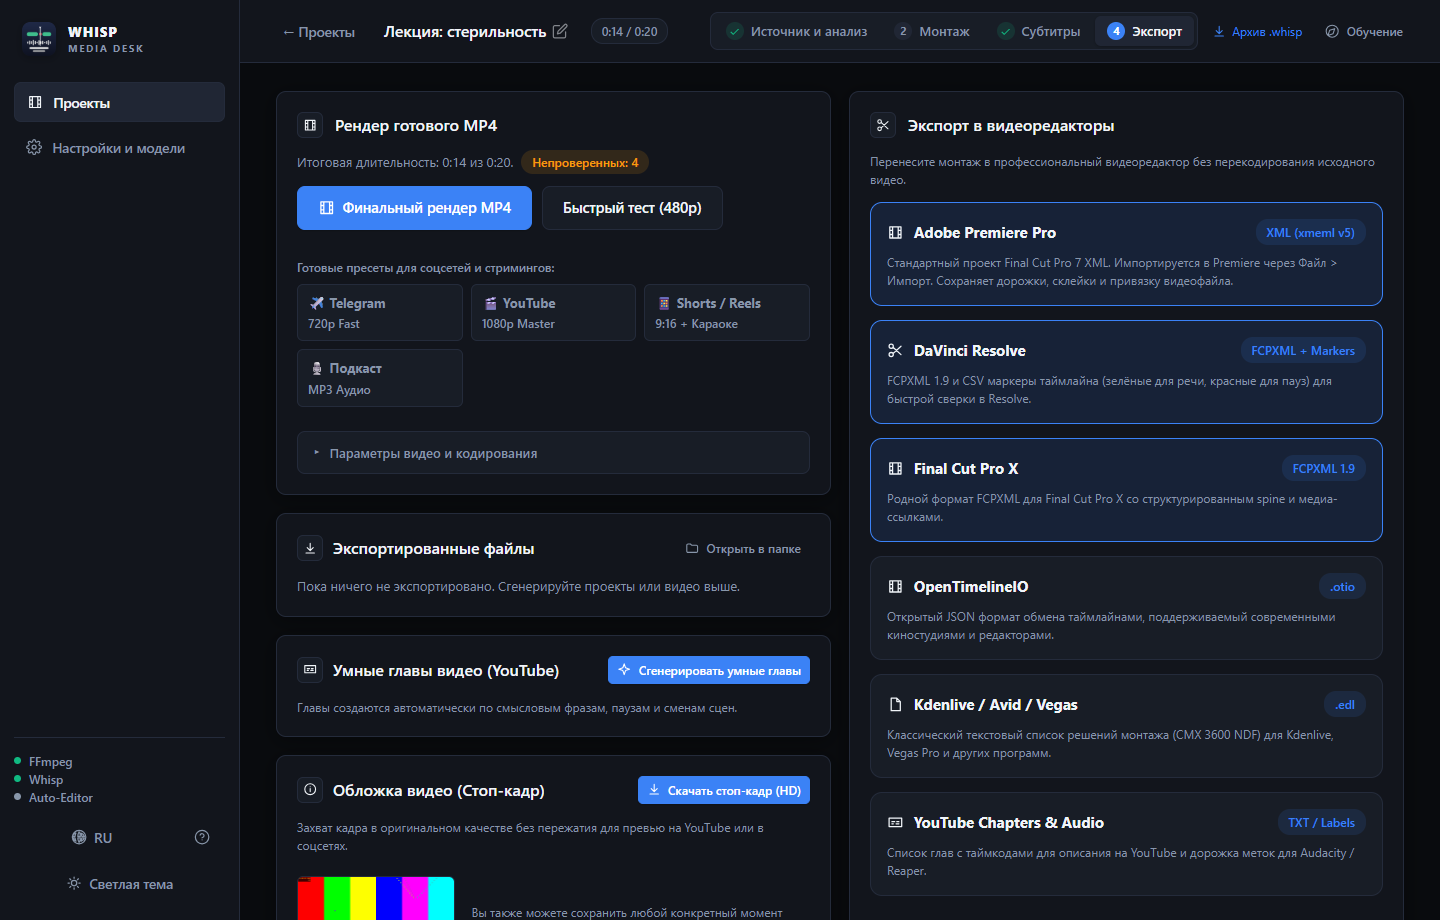 WHISP
MEDIA DESK
Проекты
Настройки и модели
FFmpeg
Whisp
Auto-Editor
RU
Светлая тема
← Проекты
Лекция: стерильность
0:14 / 0:20
Источник и анализ
2 Монтаж
Субтитры
4 Экспорт
Архив .whisp
Обучение
Рендер готового MP4
Итоговая длительность: 0:14 из 0:20.
Непроверенных: 4
Финальный рендер MP4
Быстрый тест (480p)
Готовые пресеты для соцсетей и стримингов:
Telegram
720p Fast
YouTube
1080p Master
Shorts / Reels
9:16 + Караоке
Подкаст
MP3 Аудио
Параметры видео и кодирования
Экспортированные файлы
Открыть в папке
Пока ничего не экспортировано. Сгенерируйте проекты или видео выше.
Умные главы видео (YouTube)
Сгенерировать умные главы
Главы создаются автоматически по смысловым фразам, паузам и сменам сцен.
Обложка видео (Стоп-кадр)
Скачать стоп-кадр (HD)
Захват кадра в оригинальном качестве без пережатия для превью на YouTube или в
соцсетях.
Вы также можете сохранить любой конкретный момент
Экспорт в видеоредакторы
Перенесите монтаж в профессиональный видеоредактор без перекодирования исходного
видео.
Adobe Premiere Pro
XML (xmeml v5)
Стандартный проект Final Cut Pro 7 XML. Импортируется в Premiere через Файл >
Импорт. Сохраняет дорожки, склейки и привязку видеофайла.
DaVinci Resolve
FCPXML + Markers
FCPXML 1.9 и CSV маркеры таймлайна (зелёные для речи, красные для пауз) для
быстрой сверки в Resolve.
Final Cut Pro X
FCPXML 1.9
Родной формат FCPXML для Final Cut Pro X со структурированным spine и медиа-
ссылками.
OpenTimelineIO
.otio
Открытый JSON формат обмена таймлайнами, поддерживаемый современными
киностудиями и редакторами.
Kdenlive / Avid / Vegas
.edl
Классический текстовый список решений монтажа (CMX 3600 NDF) для Kdenlive,
Vegas Pro и других программ.
YouTube Chapters & Audio
TXT / Labels
Список глав с таймкодами для описания на YouTube и дорожка меток для Audacity /
Reaper.